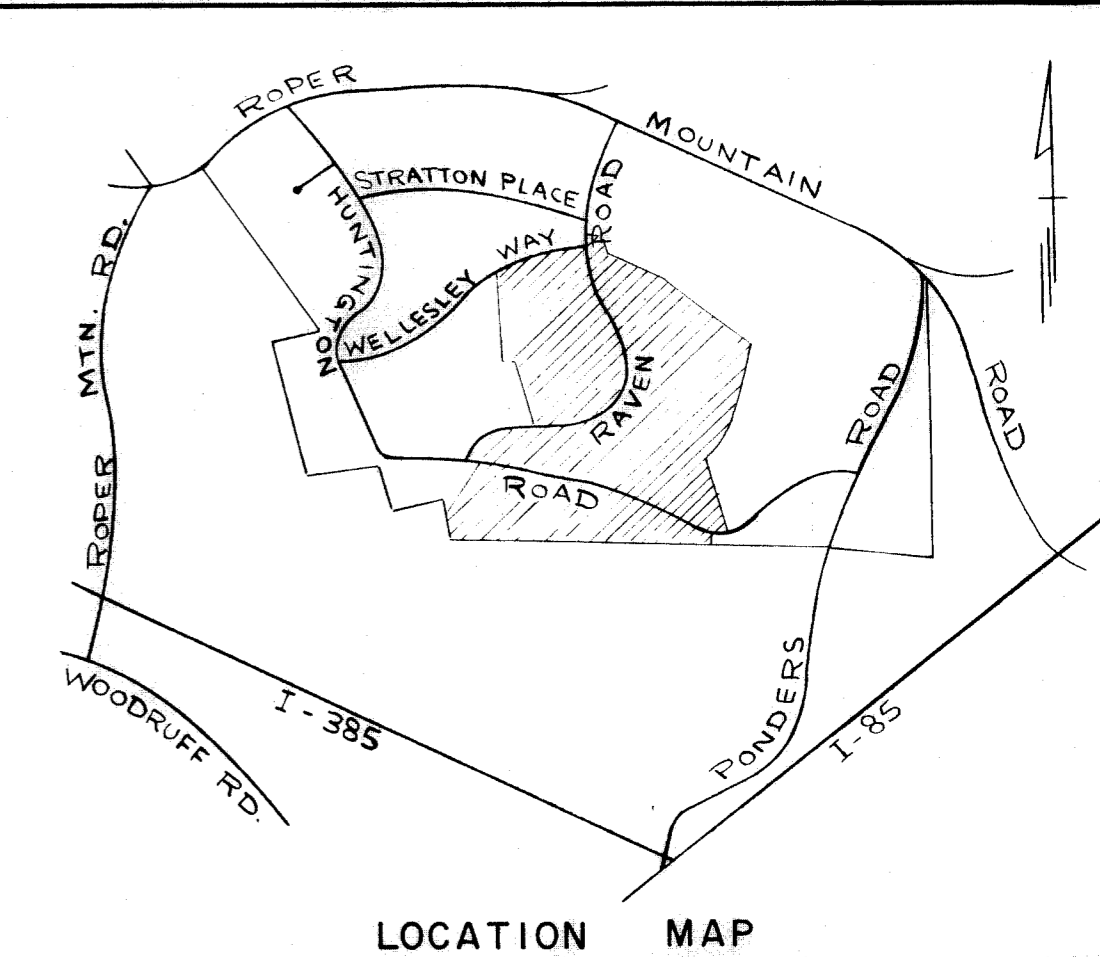 ROPER MOUNTAIN ROAD
STRATTON PLACE
ROAD
HUNTINGTON
WELLESLEY WAY
RAVEN
ROAD
ROPER MTN. RD.
ROAD
PONDERS
I-385
I-85
WOODRUFF RD.
LOCATION MAP